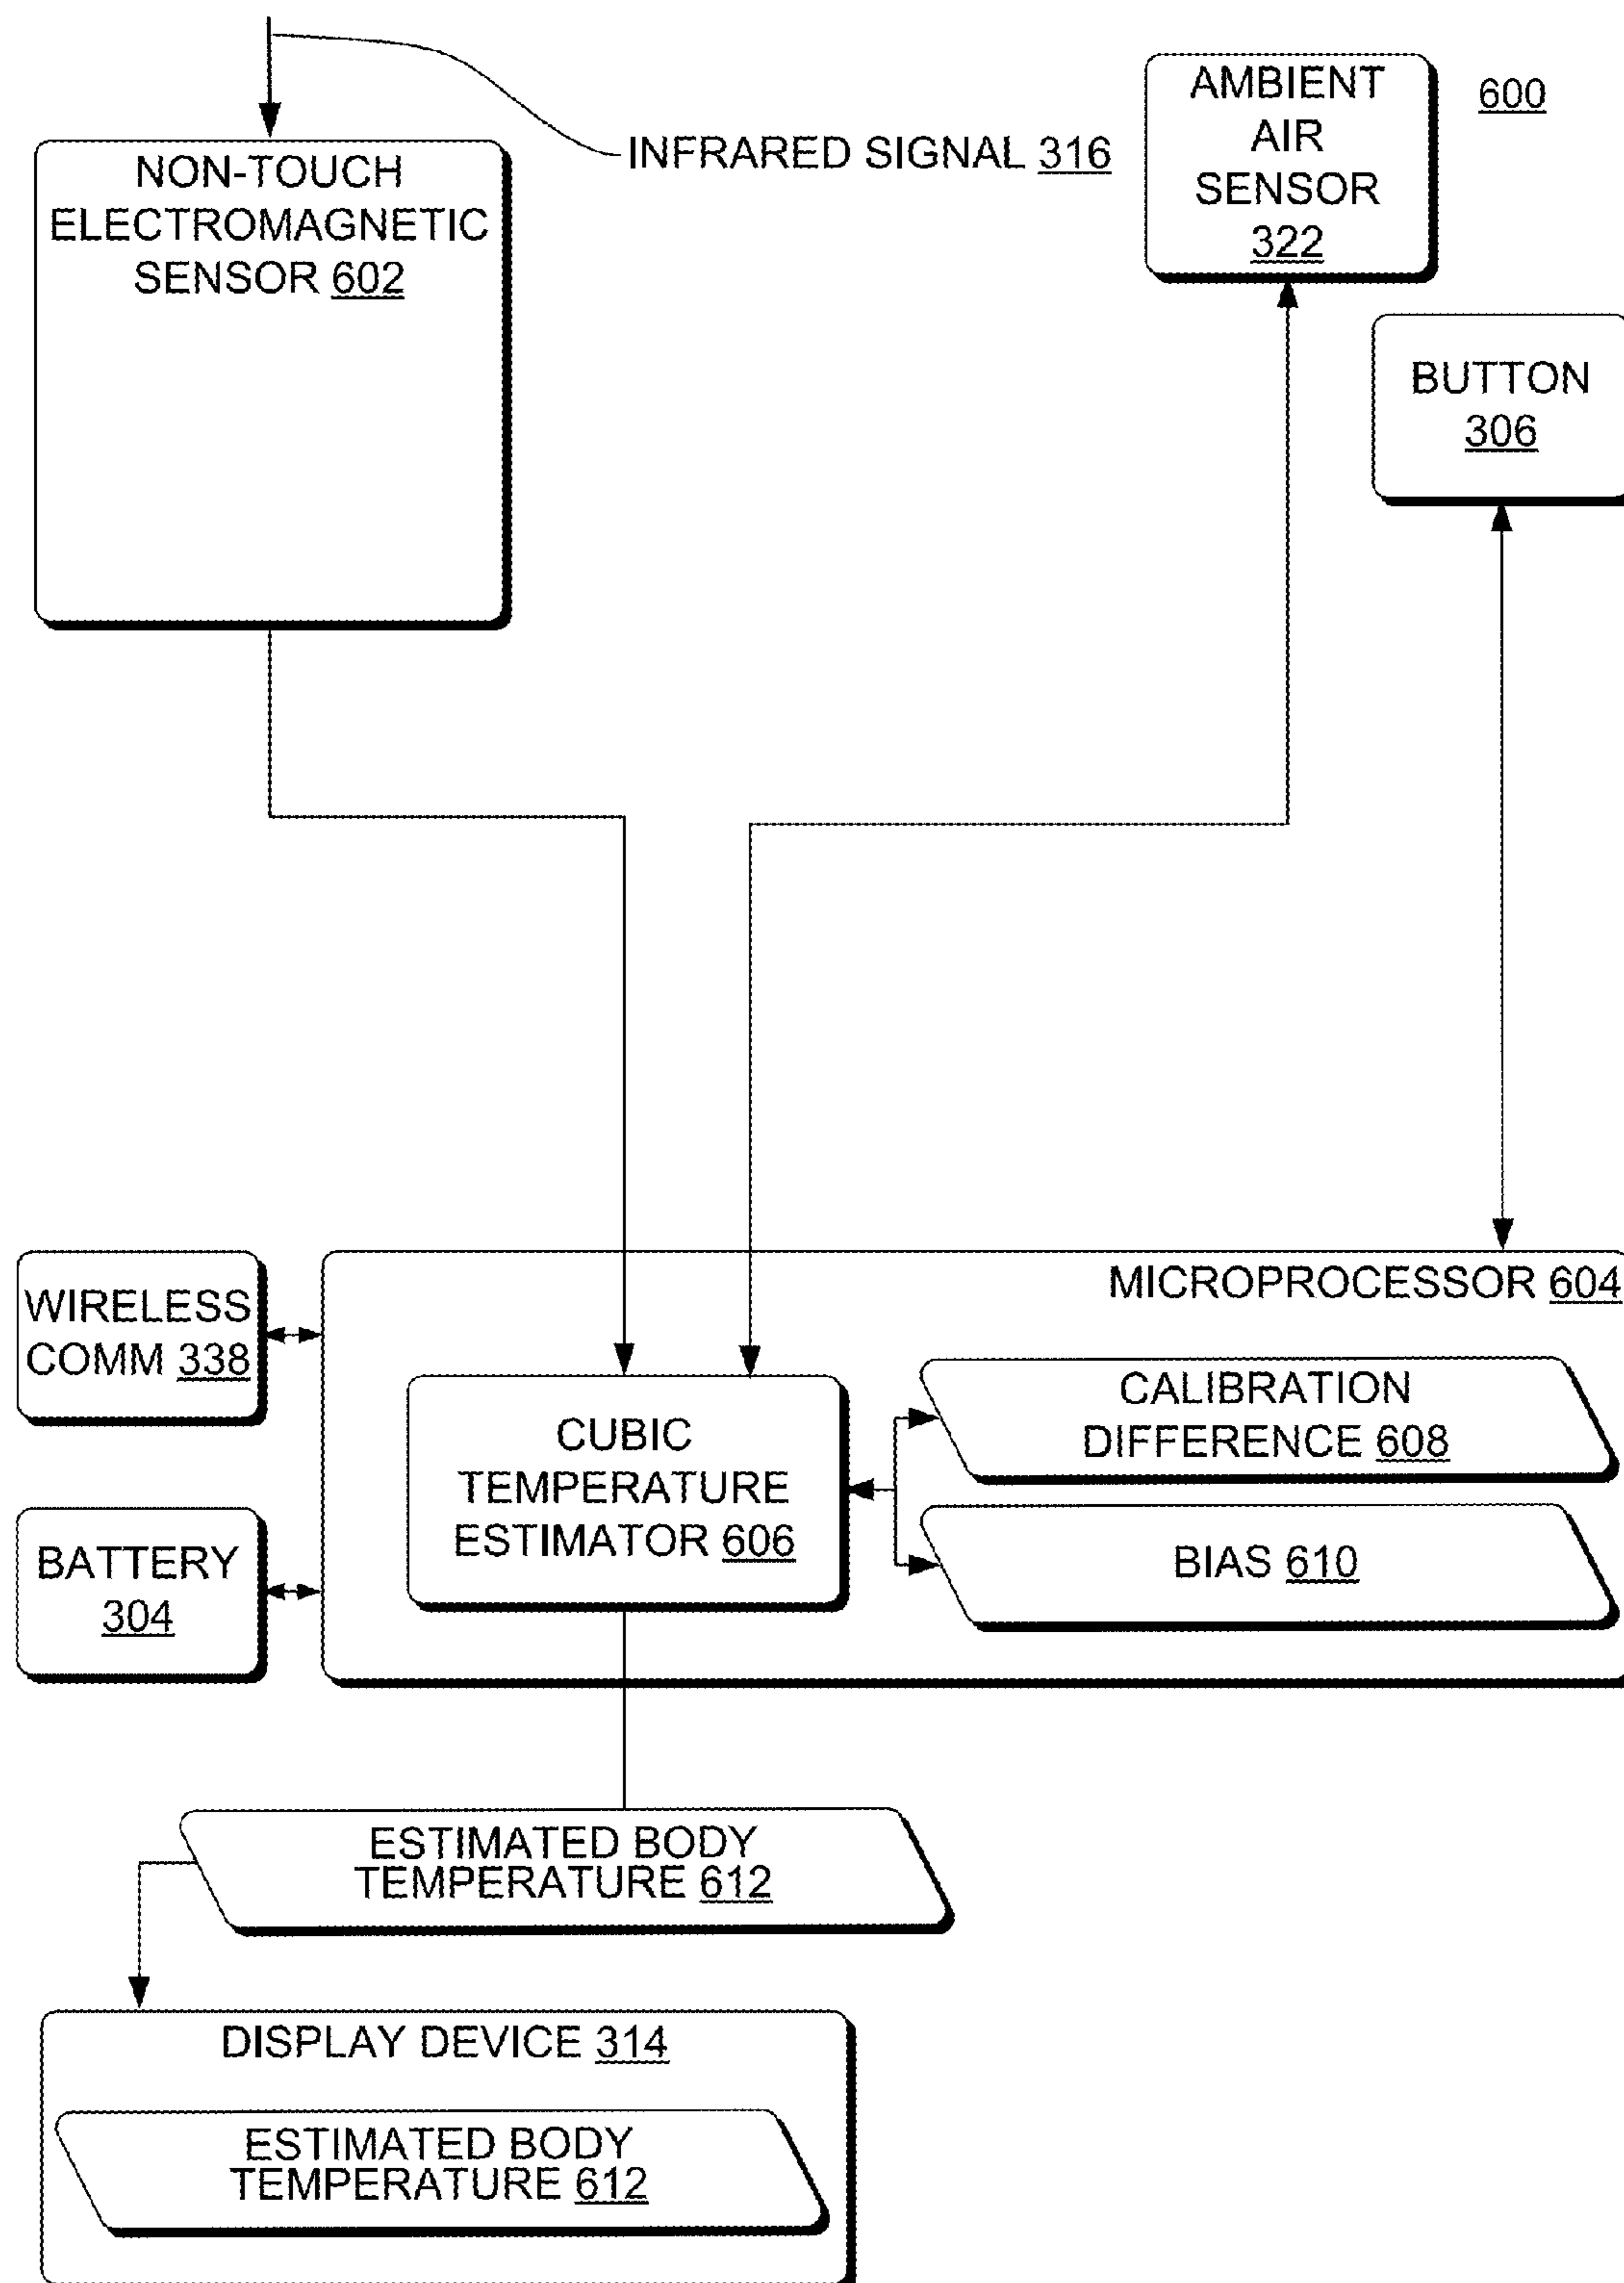 NON-TOUCH
ELECTROMAGNETIC
SENSOR 602
INFRARED SIGNAL 316
AMBIENT
AIR
SENSOR
322
600
BUTTON
306
WIRELESS
COMM 338
BATTERY
304
MICROPROCESSOR 604
CUBIC
TEMPERATURE
ESTIMATOR 606
CALIBRATION
DIFFERENCE 608
BIAS 610
ESTIMATED BODY
TEMPERATURE 612
DISPLAY DEVICE 314
ESTIMATED BODY
TEMPERATURE 612